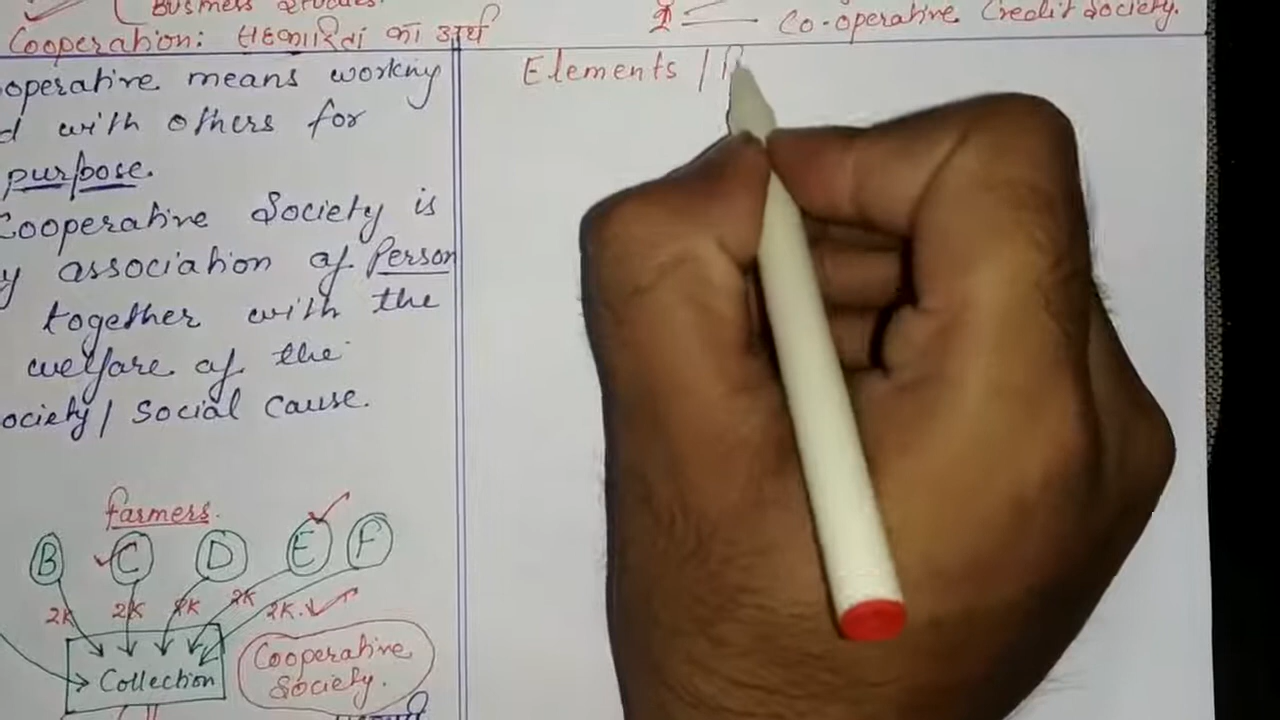 Business Studies.
Cooperation: सहकारिता का अर्थ
operative means working
d with others for
purpose.
Cooperative Society is
y association of Person
together with the
welfare of the
ociety / Social Cause.
farmers.
B C D E F
2K 2K 2K 2K 2K.
Collection
Cooperative
Society.
Co-operative Credit Society.
Elements /